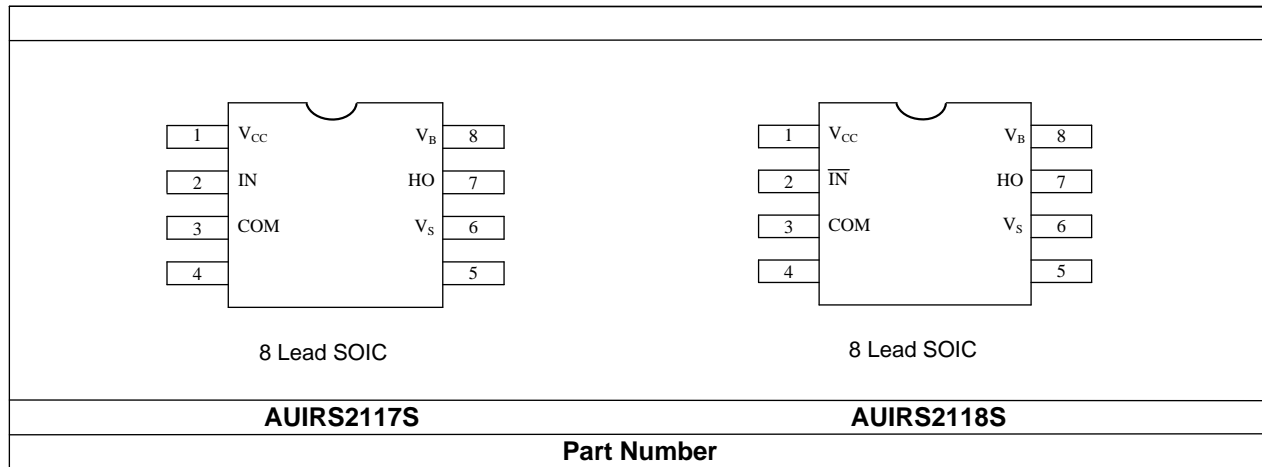 1 V_CC V_B 8
2 IN HO 7
3 COM V_S 6
4 5
8 Lead SOIC
1 V_CC V_B 8
2 I̅N̅ HO 7
3 COM V_S 6
4 5
8 Lead SOIC
AUIRS2117S AUIRS2118S
Part Number